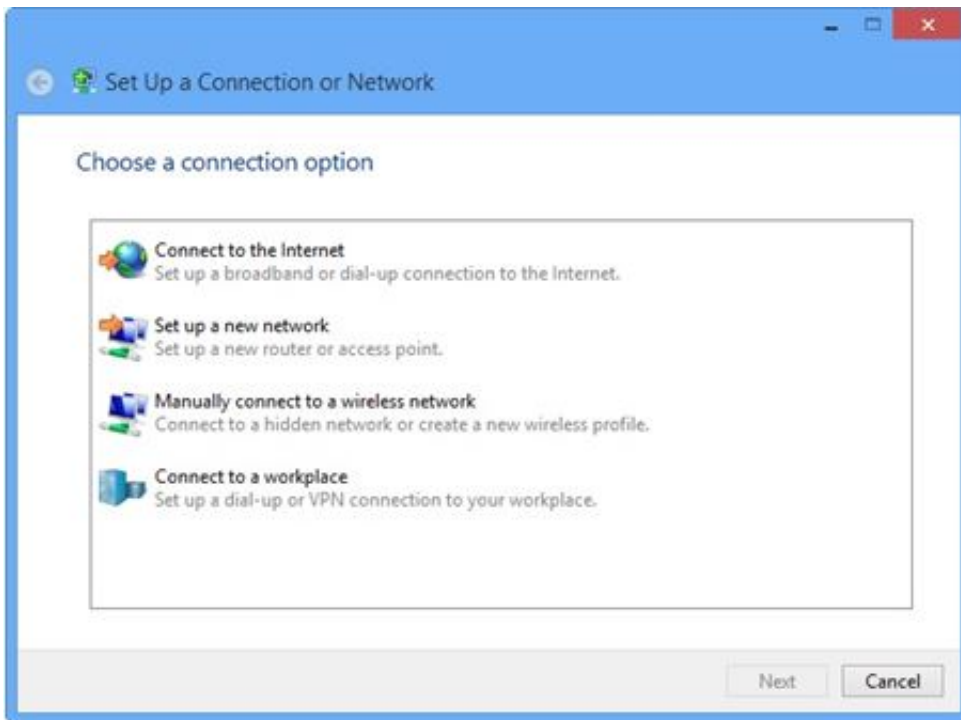 Set Up a Connection or Network
Choose a connection option
Connect to the Internet
Set up a broadband or dial-up connection to the Internet.
Set up a new network
Set up a new router or access point.
Manually connect to a wireless network
Connect to a hidden network or create a new wireless profile.
Connect to a workplace
Set up a dial-up or VPN connection to your workplace.
Next
Cancel